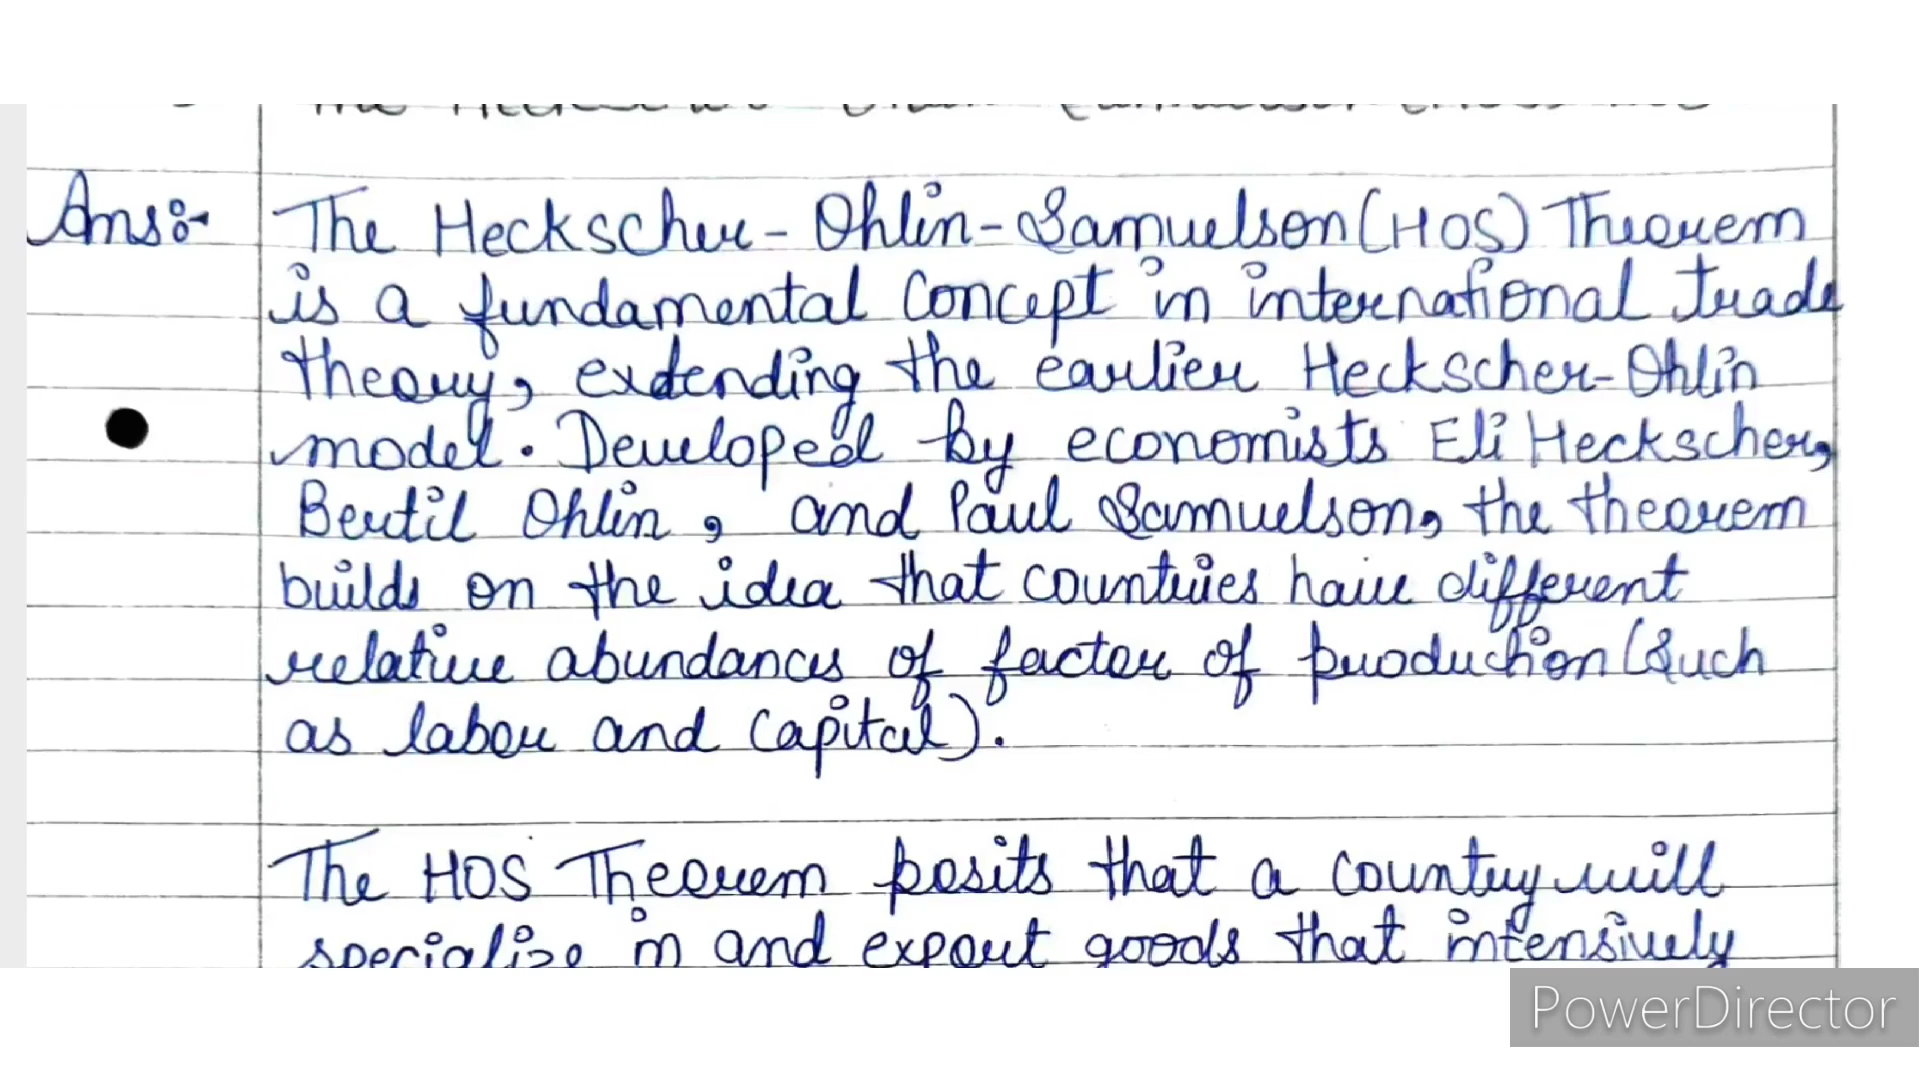 Ans:- The Heckscher-Ohlin-Samuelson(HOS) Theorem
is a fundamental concept in international trade
theory, extending the earlier Heckscher-Ohlin
model. Developed by economists Eli Heckscher,
Bertil Ohlin, and Paul Samuelson, the theorem
builds on the idea that countries have different
relative abundances of factor of production (such
as labor and capital).
The HOS Theorem posits that a country will
specialize in and export goods that intensively
PowerDirector